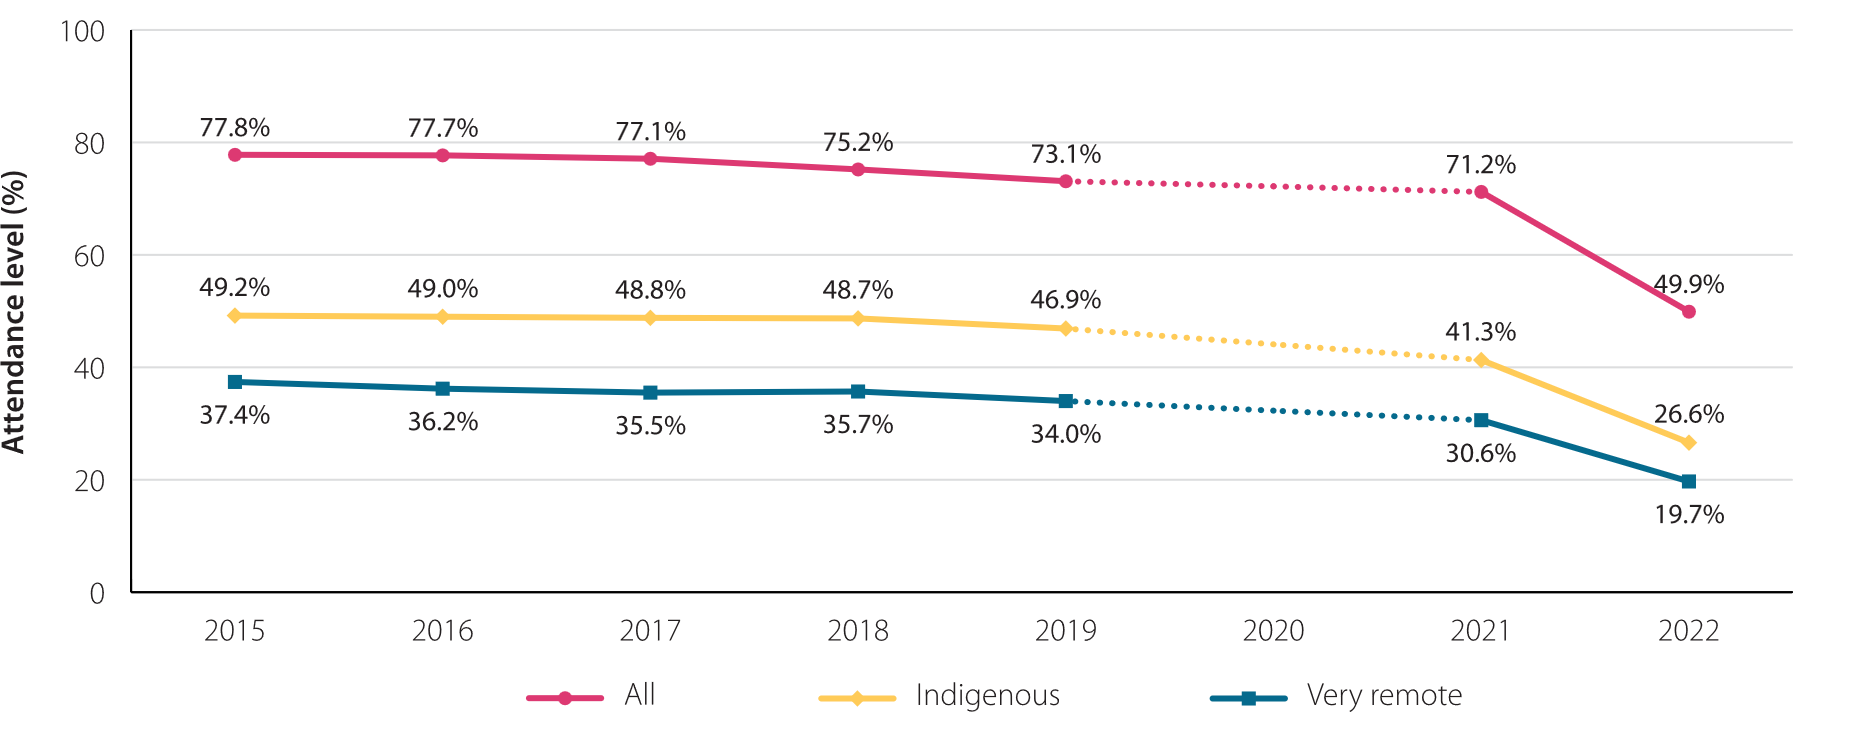 Attendance level (%)
100
80
60
40
20
0
77.8% 77.7% 77.1% 75.2% 73.1% 71.2% 49.9%
49.2% 49.0% 48.8% 48.7% 46.9% 41.3% 26.6%
37.4% 36.2% 35.5% 35.7% 34.0% 30.6% 19.7%
2015 2016 2017 2018 2019 2020 2021 2022
All Indigenous Very remote